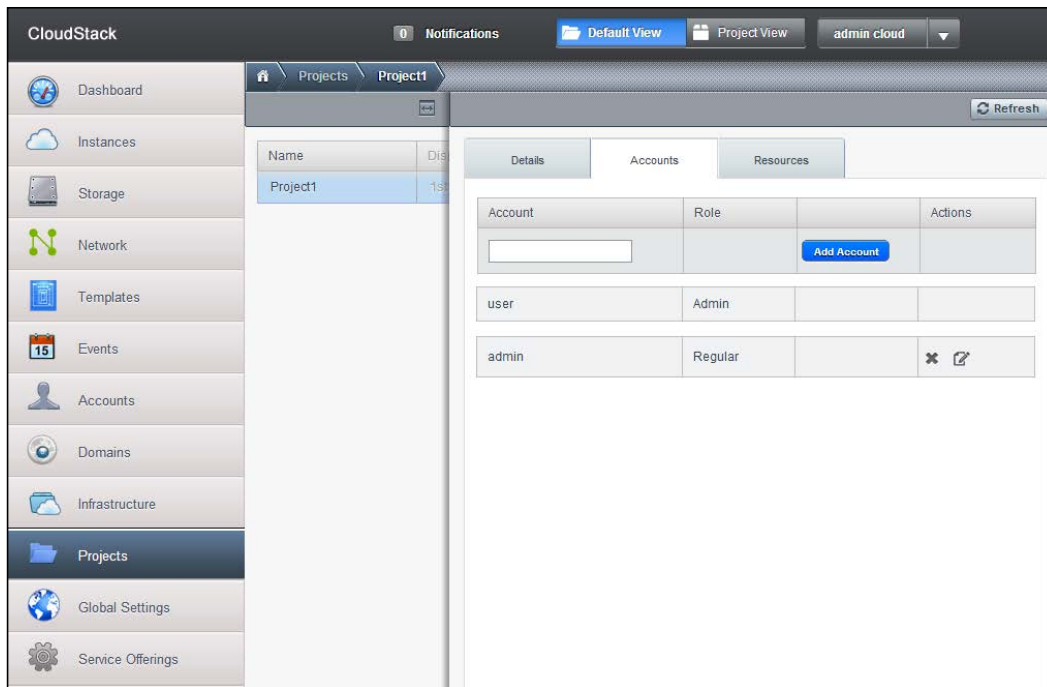 CloudStack
0 Notifications
Default View
Project View
admin cloud
Dashboard
Instances
Storage
Network
Templates
15
Events
Accounts
Domains
Infrastructure
Projects
Global Settings
Service Offerings
Projects
Project1
Refresh
Name
Dis
Project1
1st
Details
Accounts
Resources
Account
Role
Actions
Add Account
user
Admin
admin
Regular